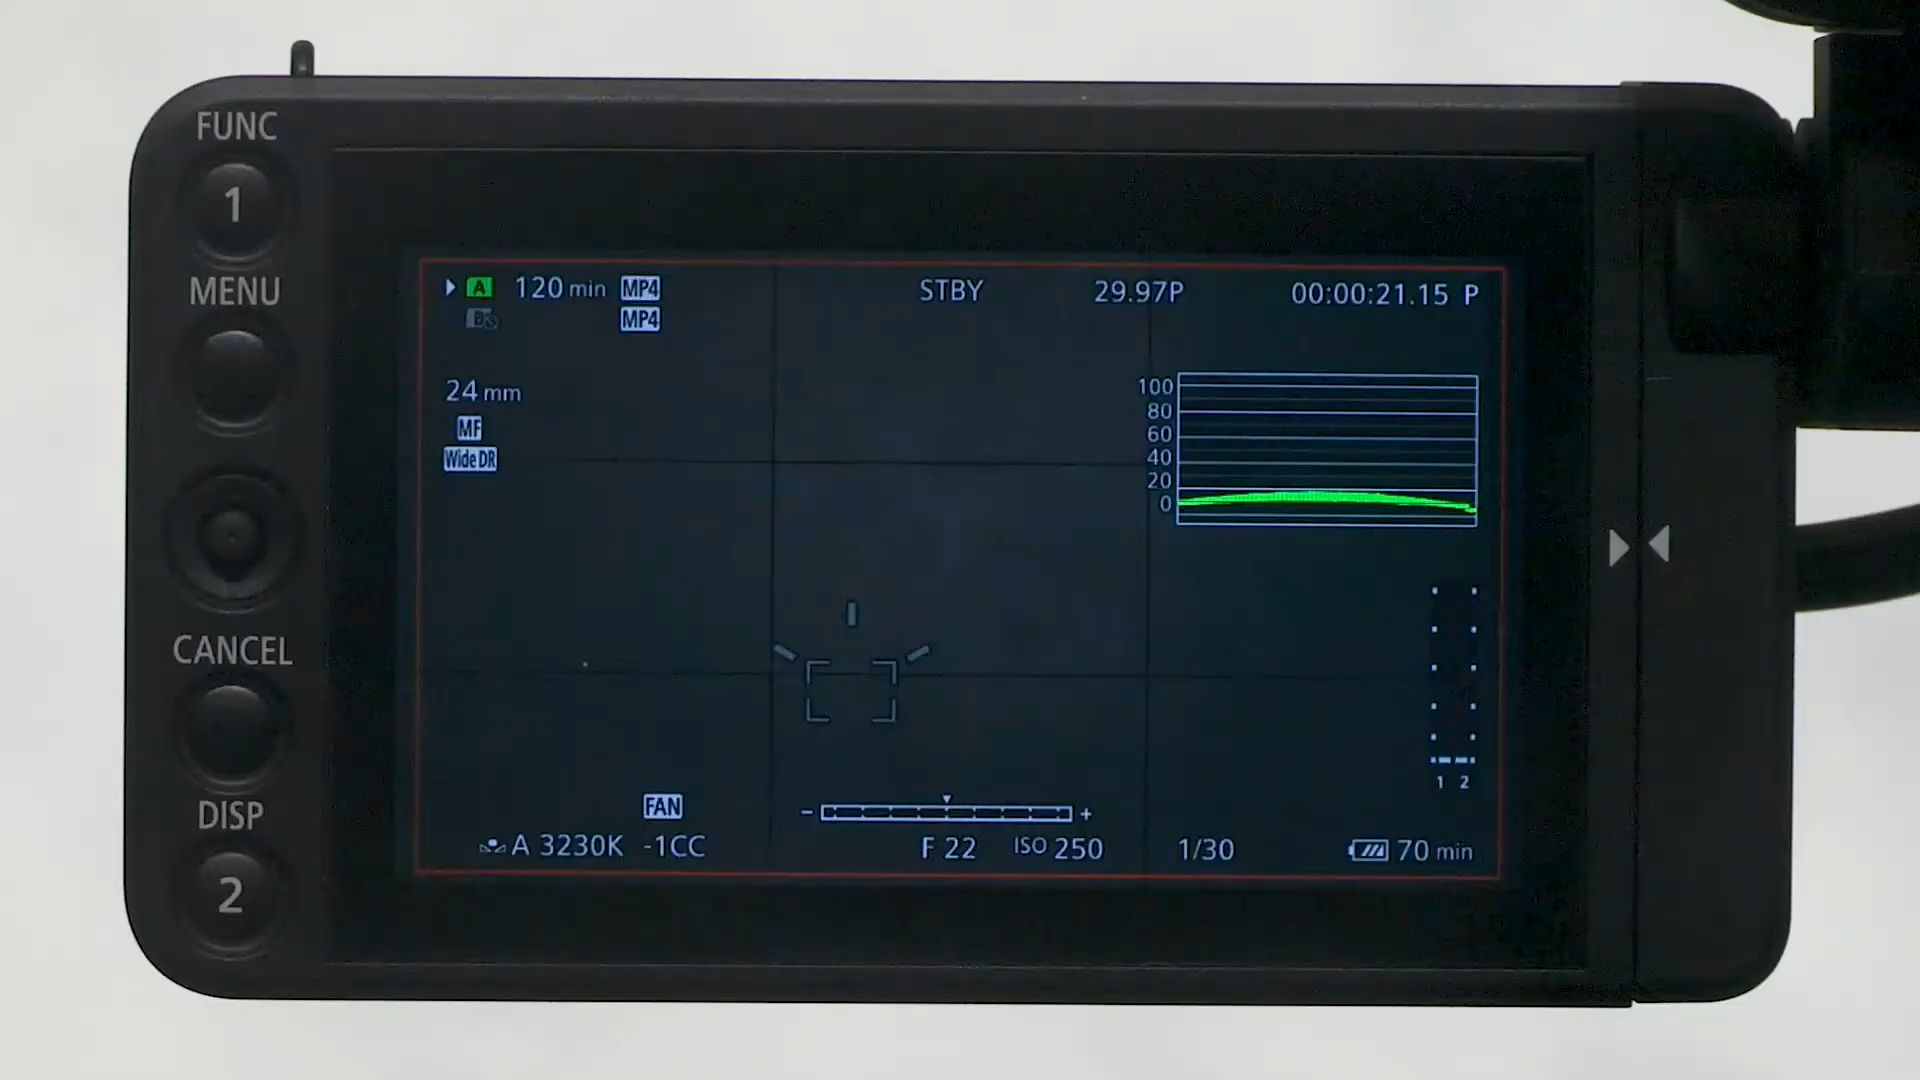 FUNC
1
MENU
CANCEL
DISP
2
A 120 min MP4
B MP4
STBY 29.97P 00:00:21.15 P
24 mm
MF
Wide DR
100
80
60
40
20
0
1 2
FAN
- +
A 3230K -1CC F 22 ISO 250 1/30 70 min